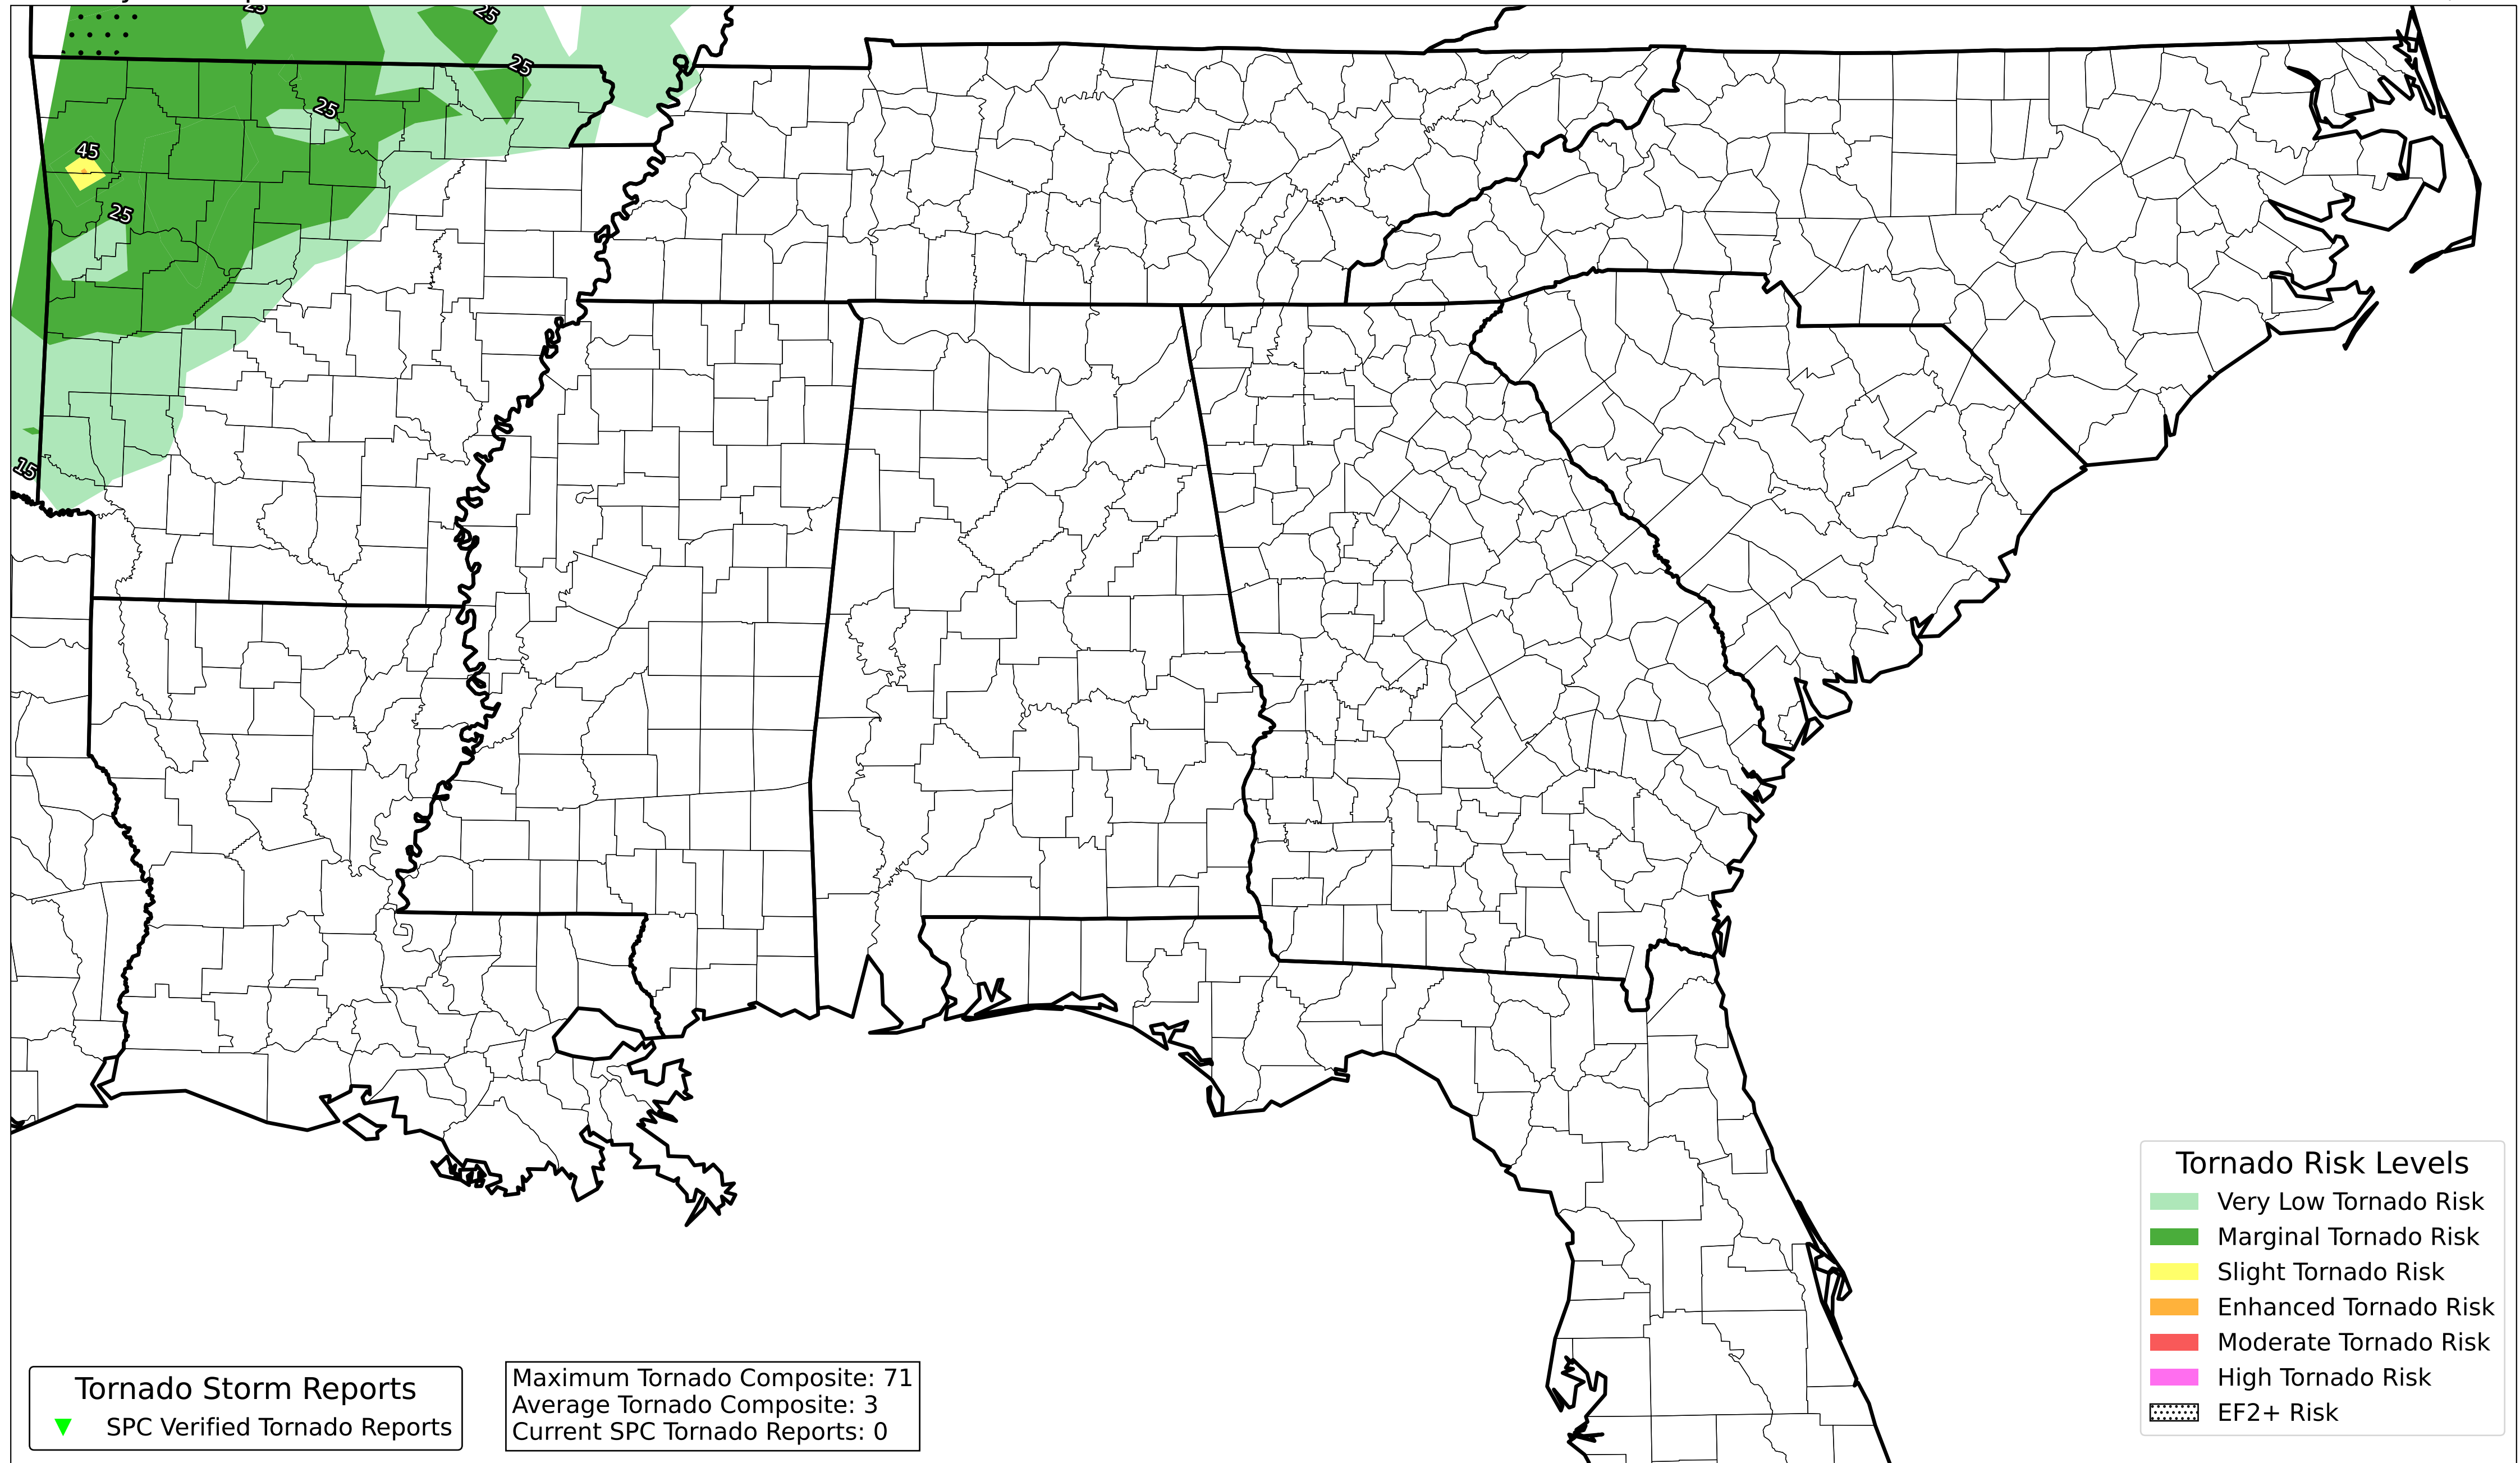 25
25
25
25
45
25
15
Tornado Risk Levels
Very Low Tornado Risk
Marginal Tornado Risk
Slight Tornado Risk
Enhanced Tornado Risk
Moderate Tornado Risk
High Tornado Risk
EF2+ Risk
Tornado Storm Reports
SPC Verified Tornado Reports
Maximum Tornado Composite: 71
Average Tornado Composite: 3
Current SPC Tornado Reports: 0